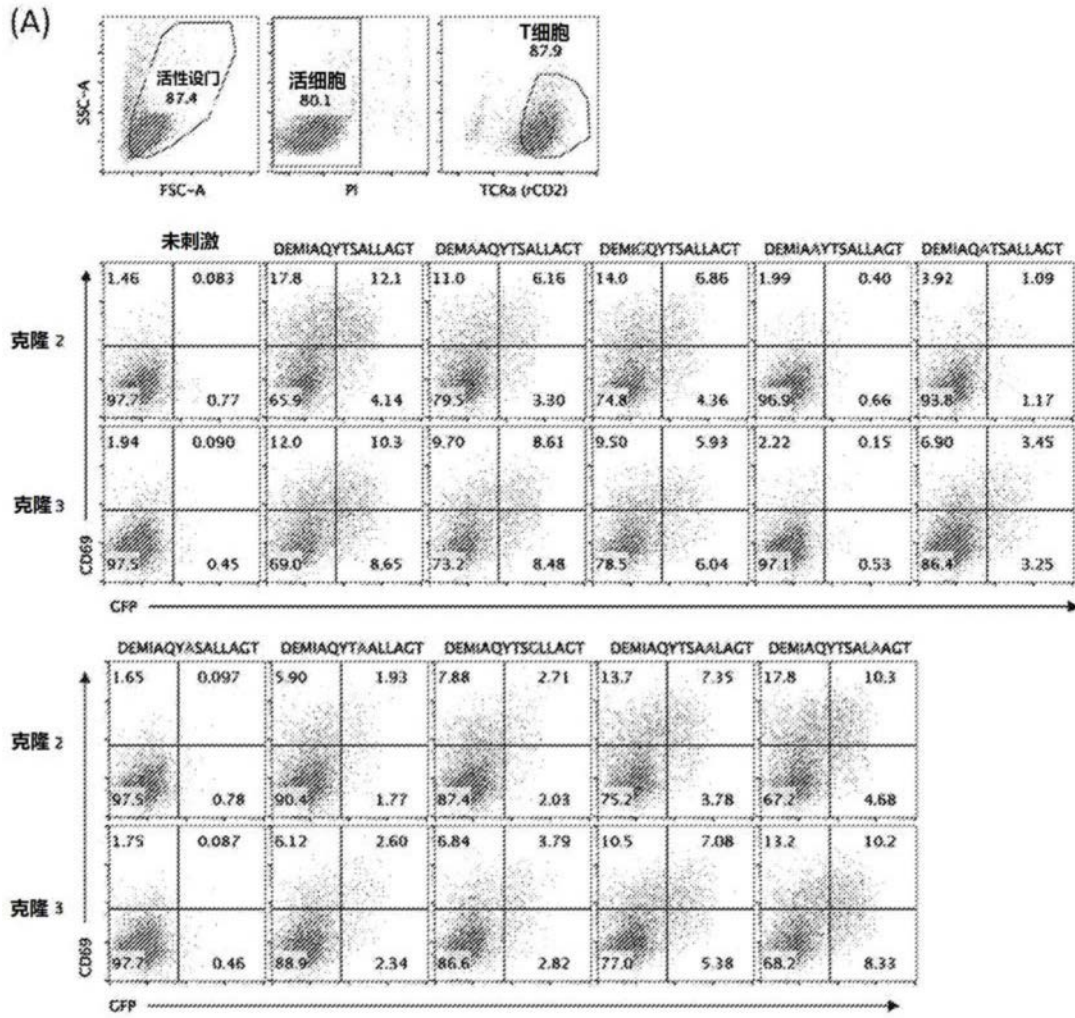 (A)
活性设门
87.4
活细胞
80.1
T细胞
87.9
SSC-A
FSC-A
PI
TCRa (rCD2)
未刺激
DEMIAQYTSALLAGT
DEMAAQYTSALLAGT
DEMIGQYTSALLAGT
DEMIAAYTSALLAGT
DEMIAQATSALLAGT
克隆 2
1.46 0.083 17.8 12.1 11.0 6.16 14.0 6.86 1.99 0.40 3.92 1.09
97.7 0.77 65.9 4.14 79.5 3.30 74.8 4.36 96.9 0.66 93.8 1.17
克隆 3
1.94 0.090 12.0 10.3 9.70 8.61 9.50 5.93 2.22 0.15 6.90 3.45
97.5 0.45 69.0 8.65 73.2 8.48 78.5 6.04 97.1 0.53 86.4 3.25
CD69
GFP
DEMIAQYASALLAGT
DEMIAQYTAALLAGT
DEMIAQYTSGLLAGT
DEMIAQYTSAALAGT
DEMIAQYTSALAAGT
克隆 2
1.65 0.097 5.90 1.93 7.88 2.71 13.7 7.35 17.8 10.3
97.5 0.78 90.4 1.77 87.4 2.03 75.2 3.78 67.2 4.68
克隆 3
1.75 0.087 6.12 2.60 6.84 3.79 10.5 7.08 13.2 10.2
97.7 0.46 88.9 2.34 86.6 2.82 77.0 5.38 68.2 8.33
CD69
GFP